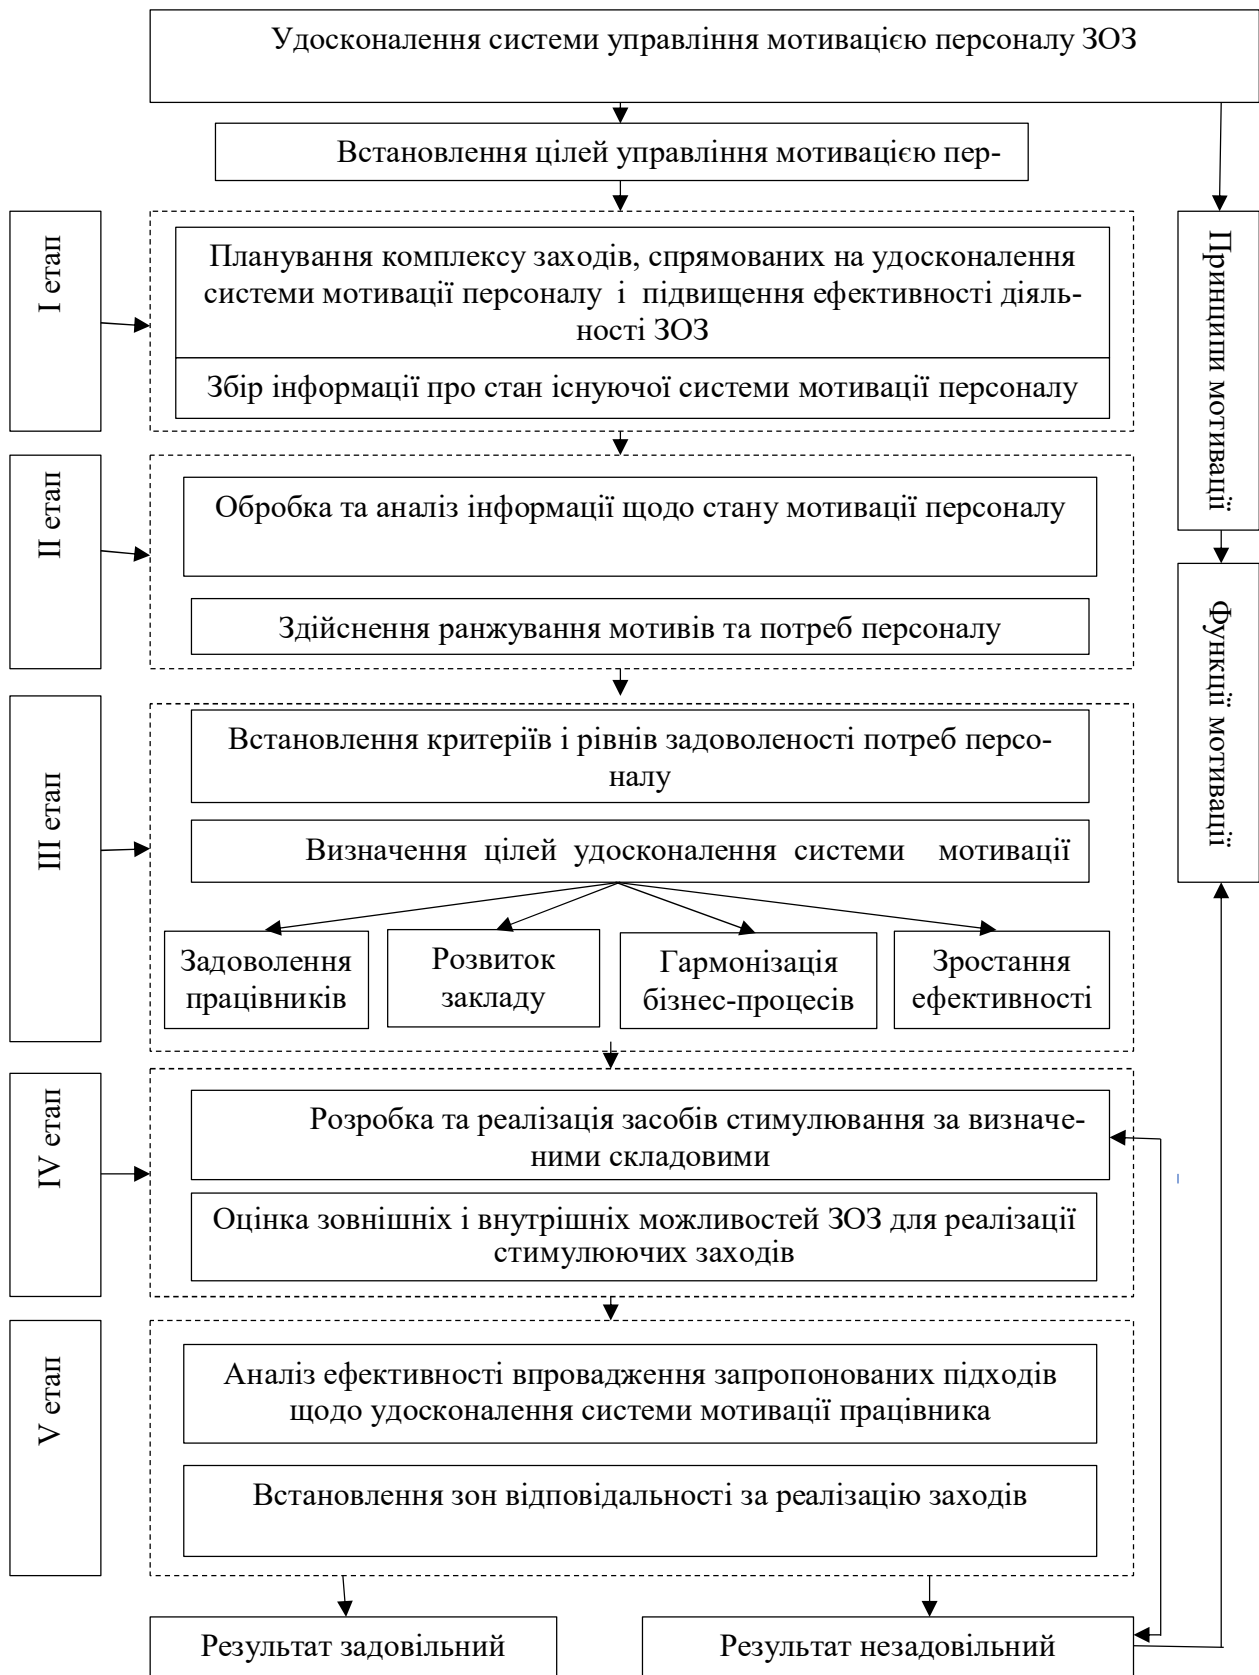 Удосконалення системи управління мотивацією персоналу ЗОЗ
Встановлення цілей управління мотивацією пер-
І етап
Планування комплексу заходів, спрямованих на удосконалення
системи мотивації персоналу і підвищення ефективності діяль-
ності ЗОЗ
Збір інформації про стан існуючої системи мотивації персоналу
Принципи мотивації
ІІ етап
Обробка та аналіз інформації щодо стану мотивації персоналу
Здійснення ранжування мотивів та потреб персоналу
Функції мотивації
ІІІ етап
Встановлення критеріїв і рівнів задоволеності потреб персо-
налу
Визначення цілей удосконалення системи мотивації
Задоволення
працівників
Розвиток
закладу
Гармонізація
бізнес-процесів
Зростання
ефективності
IV етап
Розробка та реалізація засобів стимулювання за визначе-
ними складовими
Оцінка зовнішніх і внутрішніх можливостей ЗОЗ для реалізації
стимулюючих заходів
V етап
Аналіз ефективності впровадження запропонованих підходів
щодо удосконалення системи мотивації працівника
Встановлення зон відповідальності за реалізацію заходів
Результат задовільний
Результат незадовільний